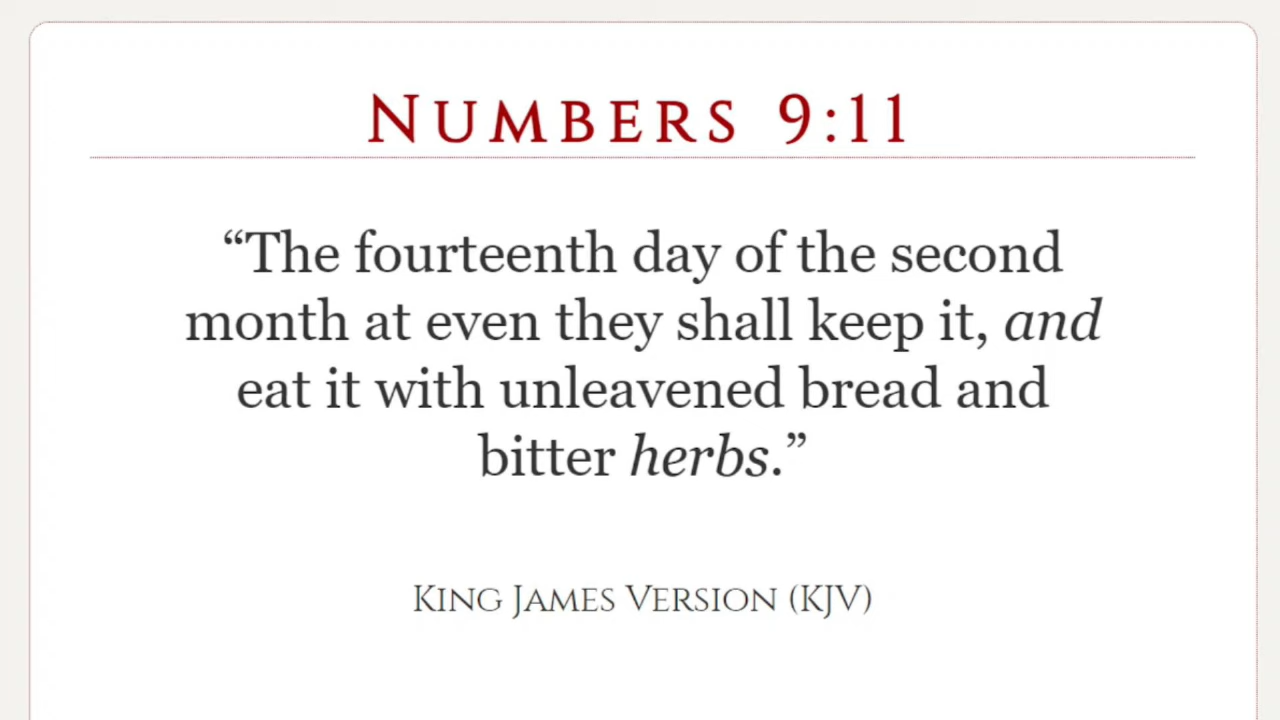 Numbers 9:11
“The fourteenth day of the second
month at even they shall keep it, and
eat it with unleavened bread and
bitter herbs.”
King James Version (KJV)